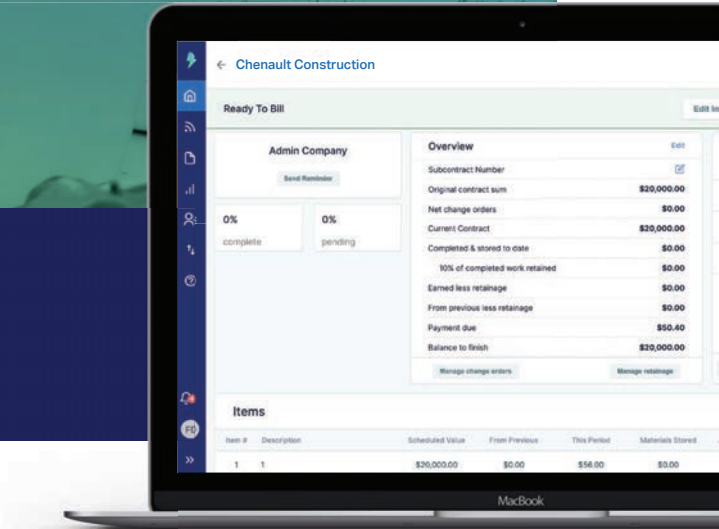 ← Chenault Construction
Ready To Bill
Edit In
Admin Company
Send Reminder
0%
complete
0%
pending
Overview
Edit
Subcontract Number
Original contract sum $20,000.00
Net change orders $0.00
Current Contract $20,000.00
Completed & stored to date $0.00
10% of completed work retained $0.00
Earned less retainage $0.00
From previous less retainage $0.00
Payment due $50.40
Balance to finish $20,000.00
Manage change orders Manage retainage
Items
Item # Description Scheduled Value From Previous This Period Materials Stored
1 1 $20,000.00 $0.00 $56.00 $0.00
FD
MacBook